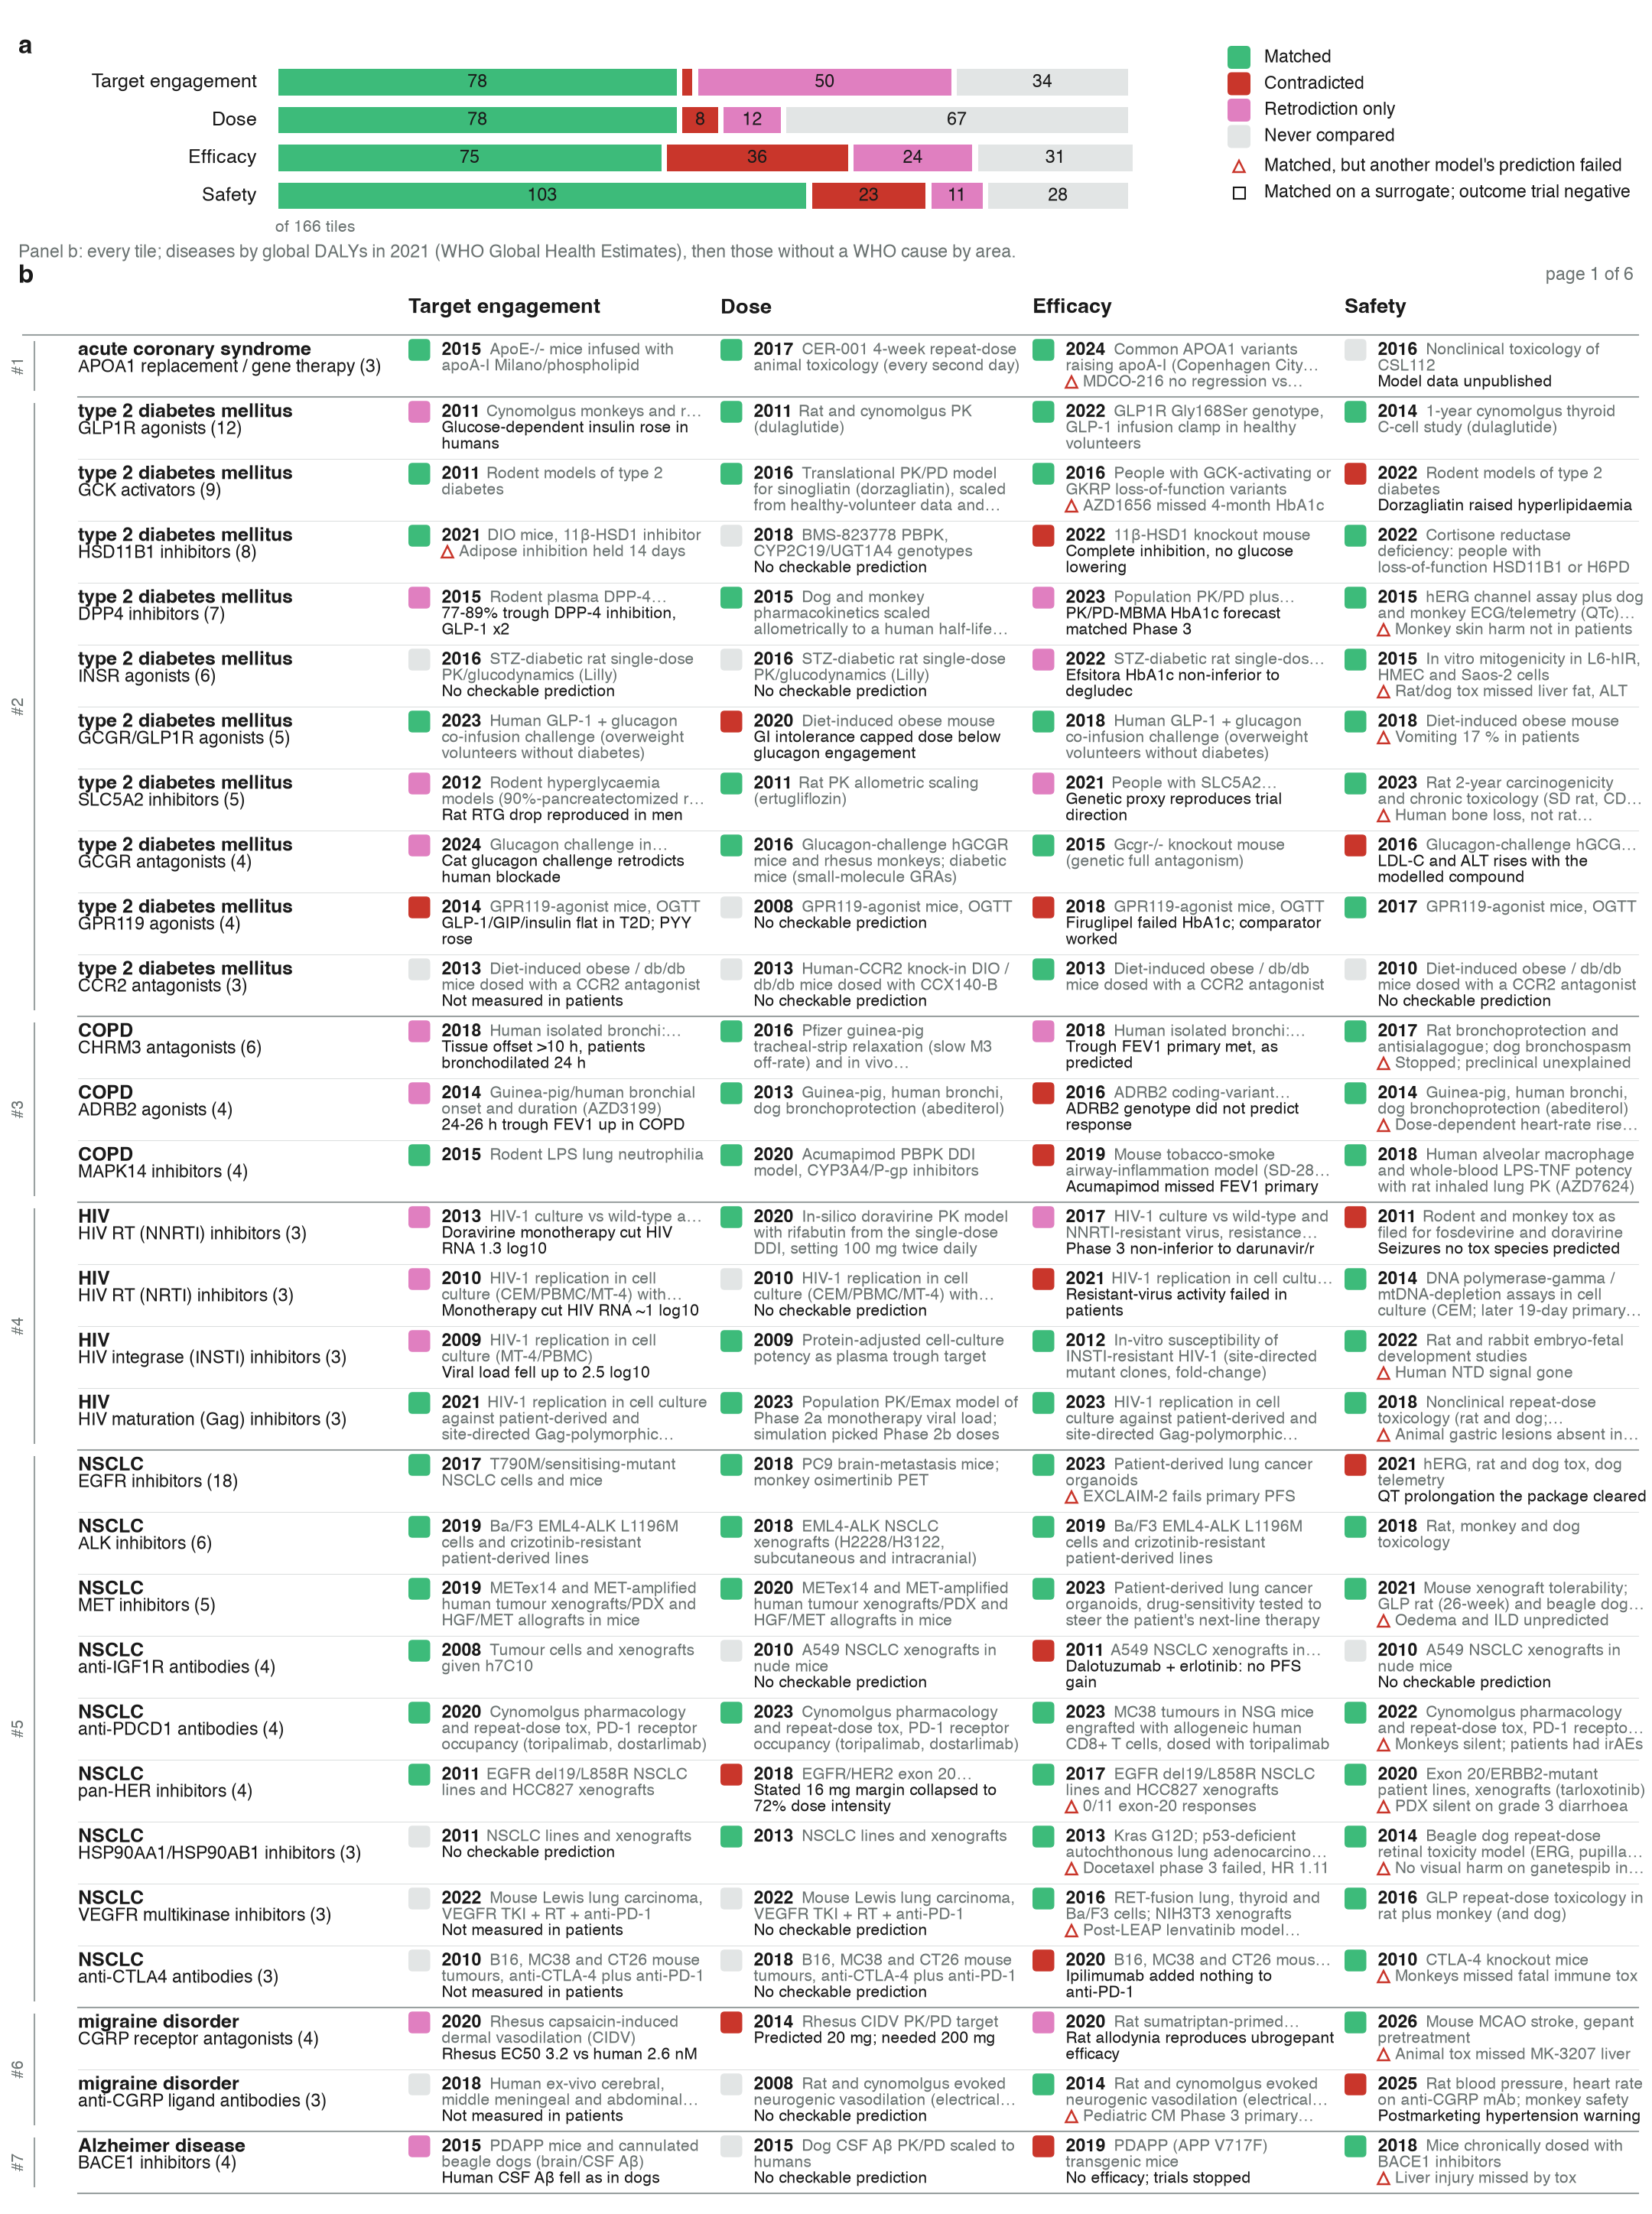 a
Target engagement 78 50 34
Dose 78 8 12 67
Efficacy 75 36 24 31
Safety 103 23 11 28
of 166 tiles
Matched
Contradicted
Retrodiction only
Never compared
Matched, but another model's prediction failed
Matched on a surrogate; outcome trial negative
Panel b: every tile; diseases by global DALYs in 2021 (WHO Global Health Estimates), then those without a WHO cause by area.
b
page 1 of 6
Target engagement Dose Efficacy Safety
#1
acute coronary syndrome
APOA1 replacement / gene therapy (3)
2015 ApoE-/- mice infused with
apoA-I Milano/phospholipid
2017 CER-001 4-week repeat-dose
animal toxicology (every second day)
2024 Common APOA1 variants
raising apoA-I (Copenhagen City…
MDCO-216 no regression vs…
2016 Nonclinical toxicology of
CSL112
Model data unpublished
#2
type 2 diabetes mellitus
GLP1R agonists (12)
2011 Cynomolgus monkeys and r…
Glucose-dependent insulin rose in
humans
2011 Rat and cynomolgus PK
(dulaglutide)
2022 GLP1R Gly168Ser genotype,
GLP-1 infusion clamp in healthy
volunteers
2014 1-year cynomolgus thyroid
C-cell study (dulaglutide)
type 2 diabetes mellitus
GCK activators (9)
2011 Rodent models of type 2
diabetes
2016 Translational PK/PD model
for sinogliatin (dorzagliatin), scaled
from healthy-volunteer data and…
2016 People with GCK-activating or
GKRP loss-of-function variants
AZD1656 missed 4-month HbA1c
2022 Rodent models of type 2
diabetes
Dorzagliatin raised hyperlipidaemia
type 2 diabetes mellitus
HSD11B1 inhibitors (8)
2021 DIO mice, 11β-HSD1 inhibitor
Adipose inhibition held 14 days
2018 BMS-823778 PBPK,
CYP2C19/UGT1A4 genotypes
No checkable prediction
2022 11β-HSD1 knockout mouse
Complete inhibition, no glucose
lowering
2022 Cortisone reductase
deficiency: people with
loss-of-function HSD11B1 or H6PD
type 2 diabetes mellitus
DPP4 inhibitors (7)
2015 Rodent plasma DPP-4…
77-89% trough DPP-4 inhibition,
GLP-1 x2
2015 Dog and monkey
pharmacokinetics scaled
allometrically to a human half-life…
2023 Population PK/PD plus…
PK/PD-MBMA HbA1c forecast
matched Phase 3
2015 hERG channel assay plus dog
and monkey ECG/telemetry (QTc)…
Monkey skin harm not in patients
type 2 diabetes mellitus
INSR agonists (6)
2016 STZ-diabetic rat single-dose
PK/glucodynamics (Lilly)
No checkable prediction
2016 STZ-diabetic rat single-dose
PK/glucodynamics (Lilly)
No checkable prediction
2022 STZ-diabetic rat single-dos…
Efsitora HbA1c non-inferior to
degludec
2015 In vitro mitogenicity in L6-hIR,
HMEC and Saos-2 cells
Rat/dog tox missed liver fat, ALT
type 2 diabetes mellitus
GCGR/GLP1R agonists (5)
2023 Human GLP-1 + glucagon
co-infusion challenge (overweight
volunteers without diabetes)
2020 Diet-induced obese mouse
GI intolerance capped dose below
glucagon engagement
2018 Human GLP-1 + glucagon
co-infusion challenge (overweight
volunteers without diabetes)
2018 Diet-induced obese mouse
Vomiting 17 % in patients
type 2 diabetes mellitus
SLC5A2 inhibitors (5)
2012 Rodent hyperglycaemia
models (90%-pancreatectomized r…
Rat RTG drop reproduced in men
2011 Rat PK allometric scaling
(ertugliflozin)
2021 People with SLC5A2…
Genetic proxy reproduces trial
direction
2023 Rat 2-year carcinogenicity
and chronic toxicology (SD rat, CD…
Human bone loss, not rat…
type 2 diabetes mellitus
GCGR antagonists (4)
2024 Glucagon challenge in…
Cat glucagon challenge retrodicts
human blockade
2016 Glucagon-challenge hGCGR
mice and rhesus monkeys; diabetic
mice (small-molecule GRAs)
2015 Gcgr-/- knockout mouse
(genetic full antagonism)
2016 Glucagon-challenge hGCG…
LDL-C and ALT rises with the
modelled compound
type 2 diabetes mellitus
GPR119 agonists (4)
2014 GPR119-agonist mice, OGTT
GLP-1/GIP/insulin flat in T2D; PYY
rose
2008 GPR119-agonist mice, OGTT
No checkable prediction
2018 GPR119-agonist mice, OGTT
Firuglipel failed HbA1c; comparator
worked
2017 GPR119-agonist mice, OGTT
type 2 diabetes mellitus
CCR2 antagonists (3)
2013 Diet-induced obese / db/db
mice dosed with a CCR2 antagonist
Not measured in patients
2013 Human-CCR2 knock-in DIO /
db/db mice dosed with CCX140-B
No checkable prediction
2013 Diet-induced obese / db/db
mice dosed with a CCR2 antagonist
2010 Diet-induced obese / db/db
mice dosed with a CCR2 antagonist
No checkable prediction
#3
COPD
CHRM3 antagonists (6)
2018 Human isolated bronchi:…
Tissue offset >10 h, patients
bronchodilated 24 h
2016 Pfizer guinea-pig
tracheal-strip relaxation (slow M3
off-rate) and in vivo…
2018 Human isolated bronchi:…
Trough FEV1 primary met, as
predicted
2017 Rat bronchoprotection and
antisialagogue; dog bronchospasm
Stopped; preclinical unexplained
COPD
ADRB2 agonists (4)
2014 Guinea-pig/human bronchial
onset and duration (AZD3199)
24-26 h trough FEV1 up in COPD
2013 Guinea-pig, human bronchi,
dog bronchoprotection (abediterol)
2016 ADRB2 coding-variant…
ADRB2 genotype did not predict
response
2014 Guinea-pig, human bronchi,
dog bronchoprotection (abediterol)
Dose-dependent heart-rate rise…
COPD
MAPK14 inhibitors (4)
2015 Rodent LPS lung neutrophilia
2020 Acumapimod PBPK DDI
model, CYP3A4/P-gp inhibitors
2019 Mouse tobacco-smoke
airway-inflammation model (SD-28…
Acumapimod missed FEV1 primary
2018 Human alveolar macrophage
and whole-blood LPS-TNF potency
with rat inhaled lung PK (AZD7624)
#4
HIV
HIV RT (NNRTI) inhibitors (3)
2013 HIV-1 culture vs wild-type a…
Doravirine monotherapy cut HIV
RNA 1.3 log10
2020 In-silico doravirine PK model
with rifabutin from the single-dose
DDI, setting 100 mg twice daily
2017 HIV-1 culture vs wild-type and
NNRTI-resistant virus, resistance…
Phase 3 non-inferior to darunavir/r
2011 Rodent and monkey tox as
filed for fosdevirine and doravirine
Seizures no tox species predicted
HIV
HIV RT (NRTI) inhibitors (3)
2010 HIV-1 replication in cell
culture (CEM/PBMC/MT-4) with…
Monotherapy cut HIV RNA ~1 log10
2010 HIV-1 replication in cell
culture (CEM/PBMC/MT-4) with…
No checkable prediction
2021 HIV-1 replication in cell cultu…
Resistant-virus activity failed in
patients
2014 DNA polymerase-gamma /
mtDNA-depletion assays in cell
culture (CEM; later 19-day primary…
HIV
HIV integrase (INSTI) inhibitors (3)
2009 HIV-1 replication in cell
culture (MT-4/PBMC)
Viral load fell up to 2.5 log10
2009 Protein-adjusted cell-culture
potency as plasma trough target
2012 In-vitro susceptibility of
INSTI-resistant HIV-1 (site-directed
mutant clones, fold-change)
2022 Rat and rabbit embryo-fetal
development studies
Human NTD signal gone
HIV
HIV maturation (Gag) inhibitors (3)
2021 HIV-1 replication in cell culture
against patient-derived and
site-directed Gag-polymorphic…
2023 Population PK/Emax model of
Phase 2a monotherapy viral load;
simulation picked Phase 2b doses
2023 HIV-1 replication in cell
culture against patient-derived and
site-directed Gag-polymorphic…
2018 Nonclinical repeat-dose
toxicology (rat and dog;…
Animal gastric lesions absent in…
#5
NSCLC
EGFR inhibitors (18)
2017 T790M/sensitising-mutant
NSCLC cells and mice
2018 PC9 brain-metastasis mice;
monkey osimertinib PET
2023 Patient-derived lung cancer
organoids
EXCLAIM-2 fails primary PFS
2021 hERG, rat and dog tox, dog
telemetry
QT prolongation the package cleared
NSCLC
ALK inhibitors (6)
2019 Ba/F3 EML4-ALK L1196M
cells and crizotinib-resistant
patient-derived lines
2018 EML4-ALK NSCLC
xenografts (H2228/H3122,
subcutaneous and intracranial)
2019 Ba/F3 EML4-ALK L1196M
cells and crizotinib-resistant
patient-derived lines
2018 Rat, monkey and dog
toxicology
NSCLC
MET inhibitors (5)
2019 METex14 and MET-amplified
human tumour xenografts/PDX and
HGF/MET allografts in mice
2020 METex14 and MET-amplified
human tumour xenografts/PDX and
HGF/MET allografts in mice
2023 Patient-derived lung cancer
organoids, drug-sensitivity tested to
steer the patient's next-line therapy
2021 Mouse xenograft tolerability;
GLP rat (26-week) and beagle dog…
Oedema and ILD unpredicted
NSCLC
anti-IGF1R antibodies (4)
2008 Tumour cells and xenografts
given h7C10
2010 A549 NSCLC xenografts in
nude mice
No checkable prediction
2011 A549 NSCLC xenografts in…
Dalotuzumab + erlotinib: no PFS
gain
2010 A549 NSCLC xenografts in
nude mice
No checkable prediction
NSCLC
anti-PDCD1 antibodies (4)
2020 Cynomolgus pharmacology
and repeat-dose tox, PD-1 receptor
occupancy (toripalimab, dostarlimab)
2023 Cynomolgus pharmacology
and repeat-dose tox, PD-1 receptor
occupancy (toripalimab, dostarlimab)
2023 MC38 tumours in NSG mice
engrafted with allogeneic human
CD8+ T cells, dosed with toripalimab
2022 Cynomolgus pharmacology
and repeat-dose tox, PD-1 recepto…
Monkeys silent; patients had irAEs
NSCLC
pan-HER inhibitors (4)
2011 EGFR del19/L858R NSCLC
lines and HCC827 xenografts
2018 EGFR/HER2 exon 20…
Stated 16 mg margin collapsed to
72% dose intensity
2017 EGFR del19/L858R NSCLC
lines and HCC827 xenografts
0/11 exon-20 responses
2020 Exon 20/ERBB2-mutant
patient lines, xenografts (tarloxotinib)
PDX silent on grade 3 diarrhoea
NSCLC
HSP90AA1/HSP90AB1 inhibitors (3)
2011 NSCLC lines and xenografts
No checkable prediction
2013 NSCLC lines and xenografts
2013 Kras G12D; p53-deficient
autochthonous lung adenocarcino…
Docetaxel phase 3 failed, HR 1.11
2014 Beagle dog repeat-dose
retinal toxicity model (ERG, pupilla…
No visual harm on ganetespib in…
NSCLC
VEGFR multikinase inhibitors (3)
2022 Mouse Lewis lung carcinoma,
VEGFR TKI + RT + anti-PD-1
Not measured in patients
2022 Mouse Lewis lung carcinoma,
VEGFR TKI + RT + anti-PD-1
No checkable prediction
2016 RET-fusion lung, thyroid and
Ba/F3 cells; NIH3T3 xenografts
Post-LEAP lenvatinib model…
2016 GLP repeat-dose toxicology in
rat plus monkey (and dog)
NSCLC
anti-CTLA4 antibodies (3)
2010 B16, MC38 and CT26 mouse
tumours, anti-CTLA-4 plus anti-PD-1
Not measured in patients
2018 B16, MC38 and CT26 mouse
tumours, anti-CTLA-4 plus anti-PD-1
No checkable prediction
2020 B16, MC38 and CT26 mous…
Ipilimumab added nothing to
anti-PD-1
2010 CTLA-4 knockout mice
Monkeys missed fatal immune tox
#6
migraine disorder
CGRP receptor antagonists (4)
2020 Rhesus capsaicin-induced
dermal vasodilation (CIDV)
Rhesus EC50 3.2 vs human 2.6 nM
2014 Rhesus CIDV PK/PD target
Predicted 20 mg; needed 200 mg
2020 Rat sumatriptan-primed…
Rat allodynia reproduces ubrogepant
efficacy
2026 Mouse MCAO stroke, gepant
pretreatment
Animal tox missed MK-3207 liver
migraine disorder
anti-CGRP ligand antibodies (3)
2018 Human ex-vivo cerebral,
middle meningeal and abdominal…
Not measured in patients
2008 Rat and cynomolgus evoked
neurogenic vasodilation (electrical…
No checkable prediction
2014 Rat and cynomolgus evoked
neurogenic vasodilation (electrical…
Pediatric CM Phase 3 primary…
2025 Rat blood pressure, heart rate
on anti-CGRP mAb; monkey safety
Postmarketing hypertension warning
#7
Alzheimer disease
BACE1 inhibitors (4)
2015 PDAPP mice and cannulated
beagle dogs (brain/CSF Aβ)
Human CSF Aβ fell as in dogs
2015 Dog CSF Aβ PK/PD scaled to
humans
No checkable prediction
2019 PDAPP (APP V717F)
transgenic mice
No efficacy; trials stopped
2018 Mice chronically dosed with
BACE1 inhibitors
Liver injury missed by tox